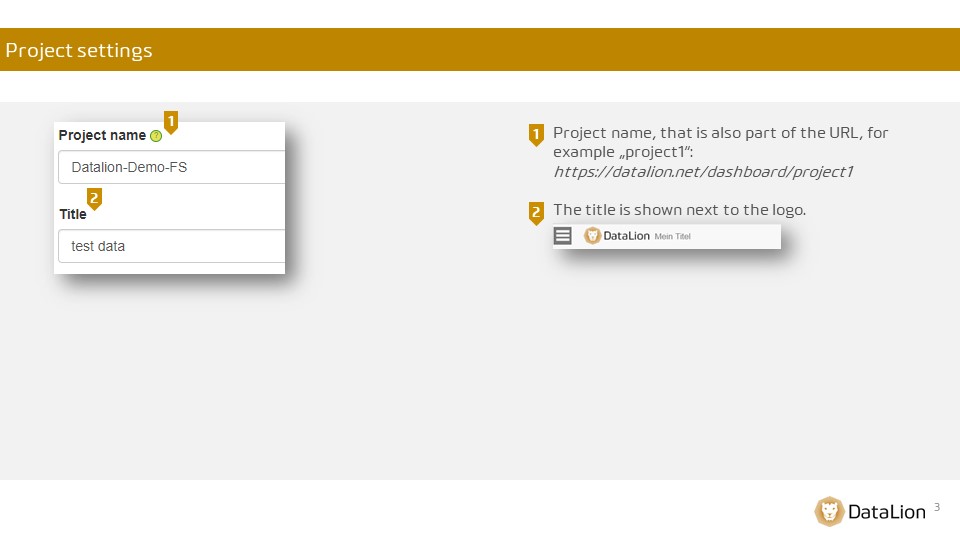 Project settings
1
Project name ?
Datalion-Demo-FS
2
Title
test data
1 Project name, that is also part of the URL, for
example „project1“:
https://datalion.net/dashboard/project1
2 The title is shown next to the logo.
DataLion Mein Titel
DataLion 3